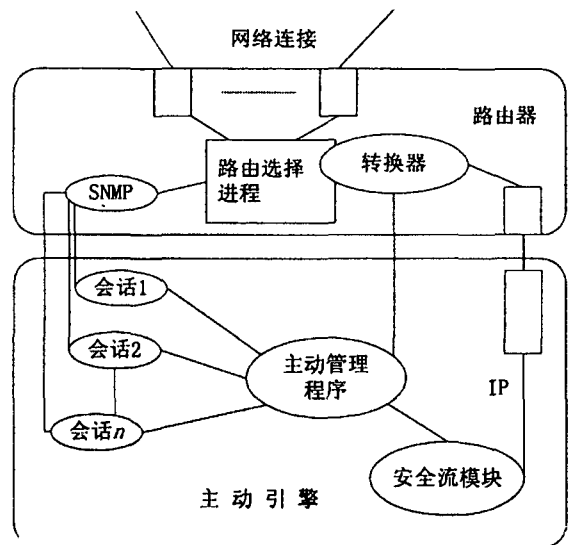 网络连接
路由器
路由选择
进程
转换器
SNMP
会话1
会话2
主动管理
程序
IP
会话n
安全流模块
主动引擎